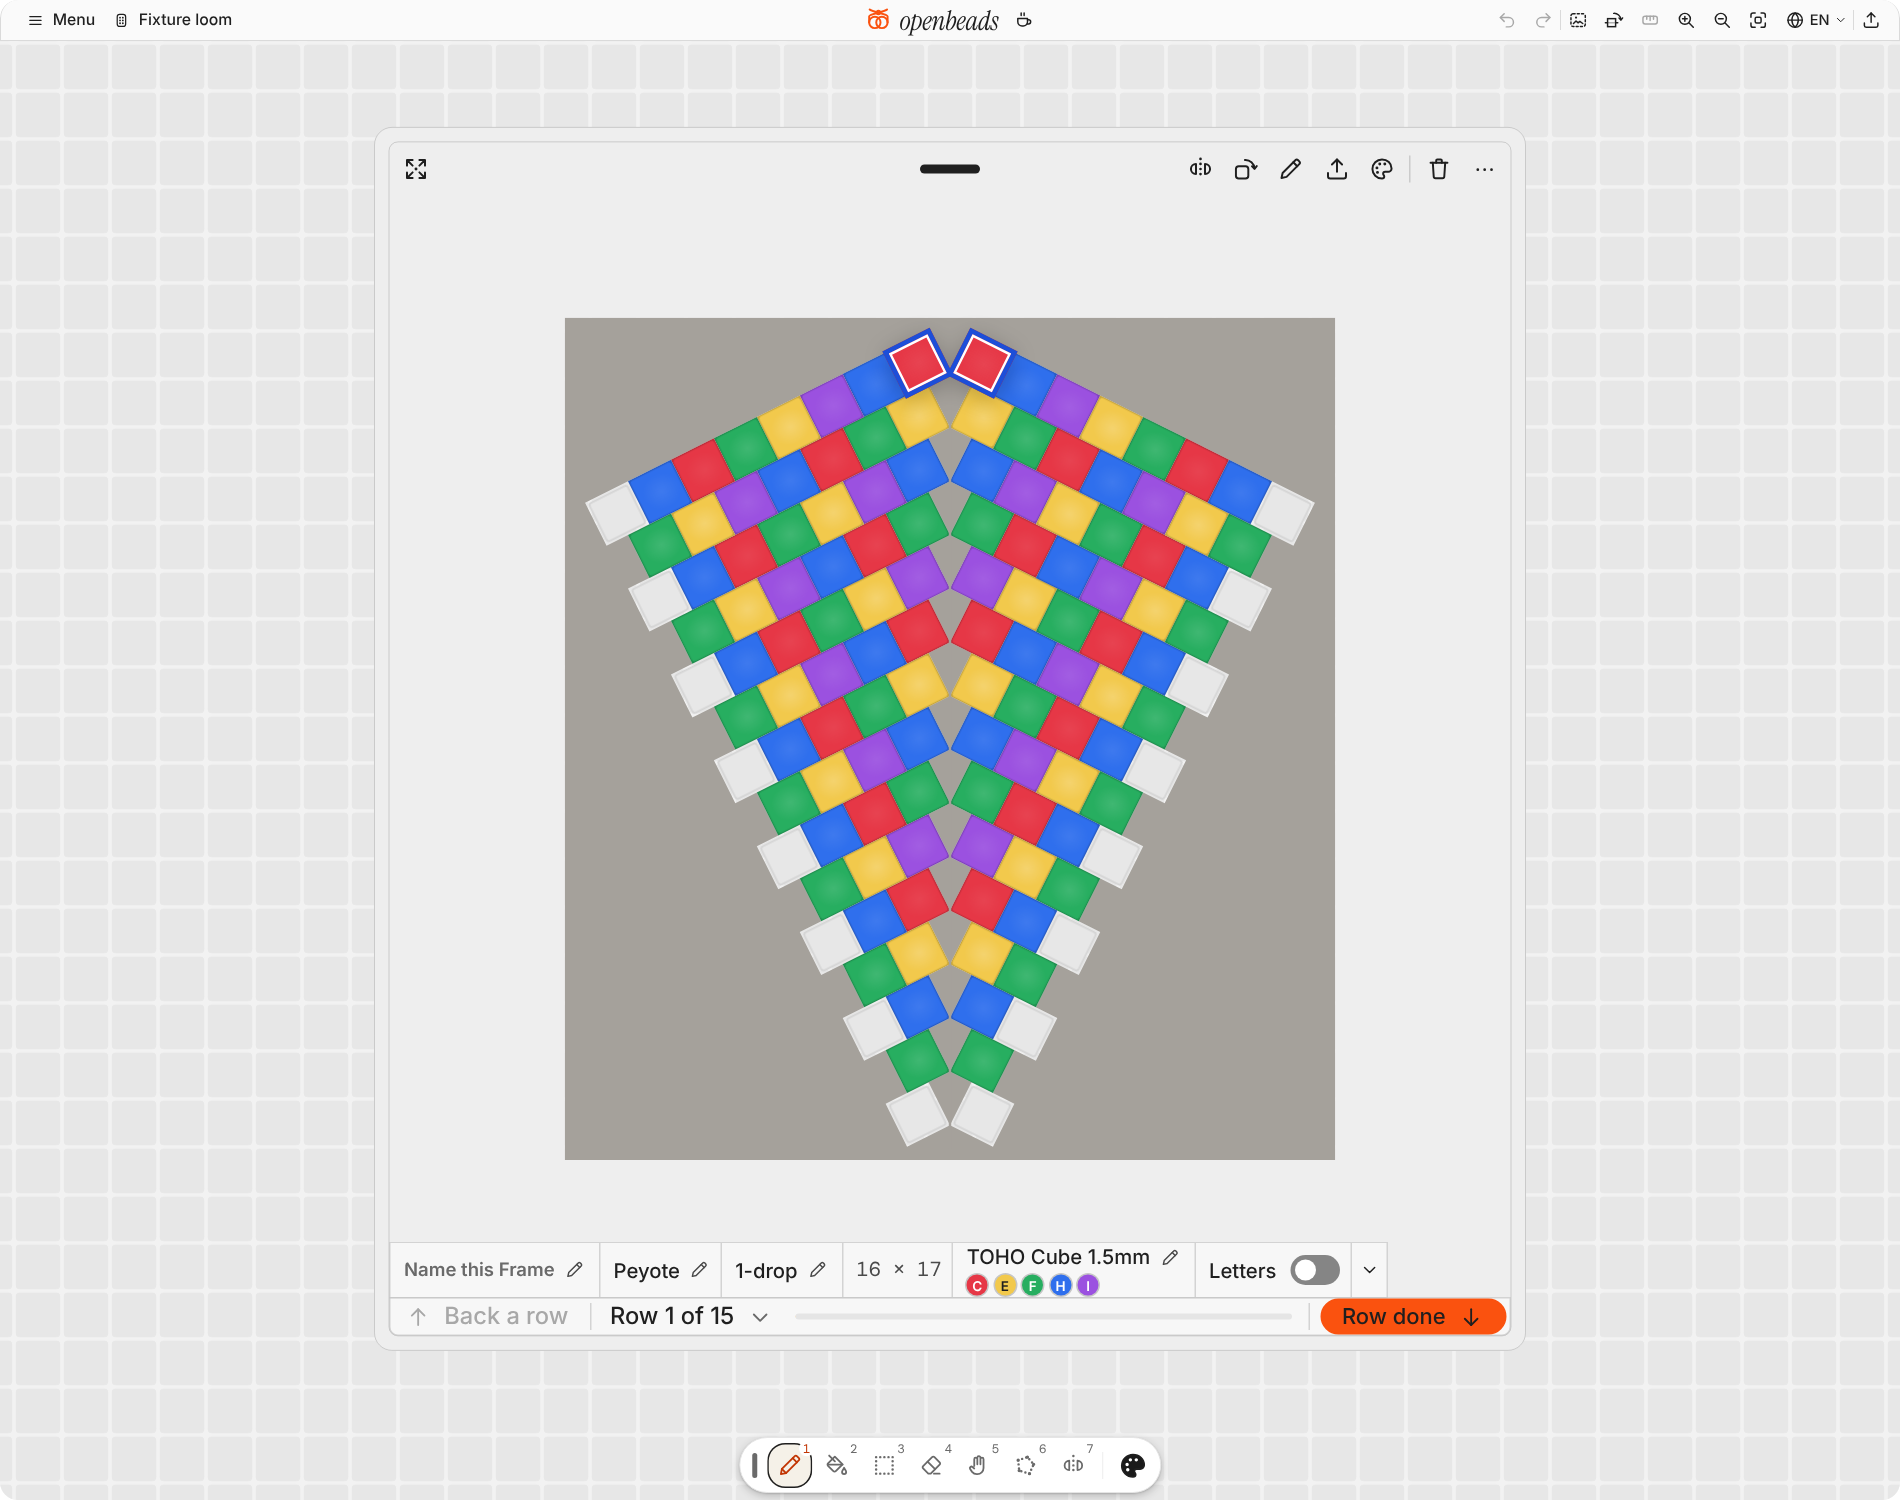 Menu
Fixture loom
openbeads
EN
Name this Frame
Peyote
1-drop
16 × 17
TOHO Cube 1.5mm
C E F H I
Letters
Back a row
Row 1 of 15
Row done
1 2 3 4 5 6 7